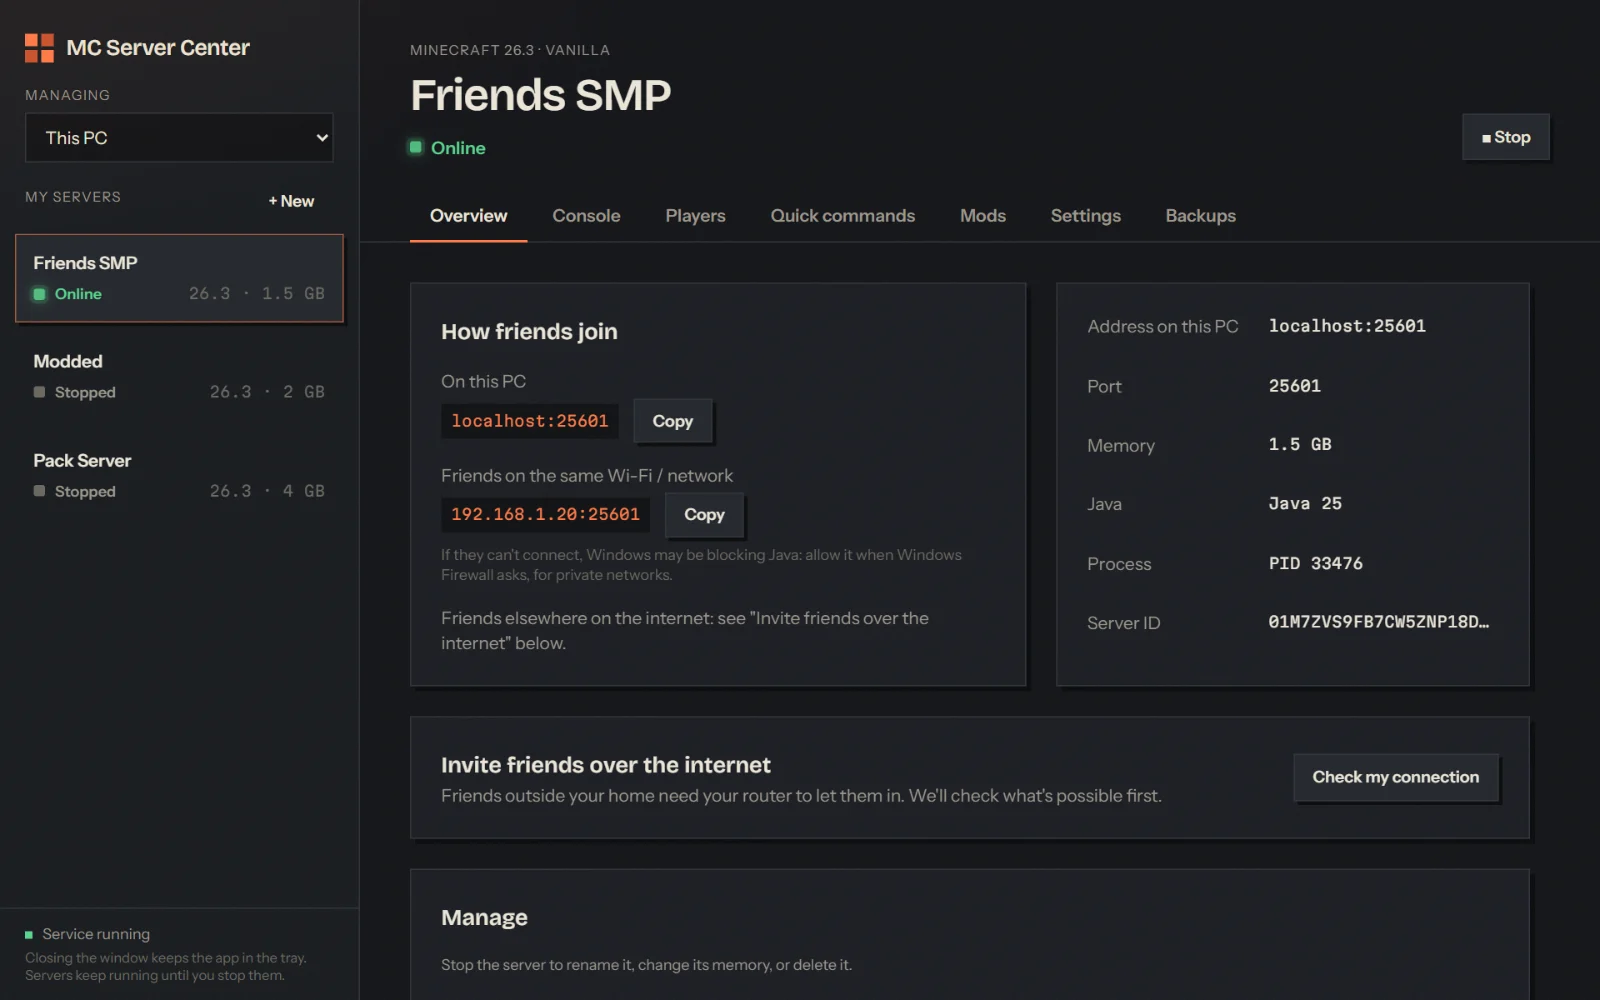 MC Server Center
MANAGING
This PC
MY SERVERS
+ New
Friends SMP
Online
26.3 · 1.5 GB
Modded
Stopped
26.3 · 2 GB
Pack Server
Stopped
26.3 · 4 GB
Service running
Closing the window keeps the app in the tray.
Servers keep running until you stop them.
MINECRAFT 26.3 · VANILLA
Friends SMP
Online
Stop
Overview
Console
Players
Quick commands
Mods
Settings
Backups
How friends join
On this PC
localhost:25601
Copy
Friends on the same Wi-Fi / network
192.168.1.20:25601
Copy
If they can't connect, Windows may be blocking Java: allow it when Windows
Firewall asks, for private networks.
Friends elsewhere on the internet: see "Invite friends over the
internet" below.
Address on this PC localhost:25601
Port 25601
Memory 1.5 GB
Java Java 25
Process PID 33476
Server ID 01M7ZVS9FB7CW5ZNP18D…
Invite friends over the internet
Friends outside your home need your router to let them in. We'll check what's possible first.
Check my connection
Manage
Stop the server to rename it, change its memory, or delete it.